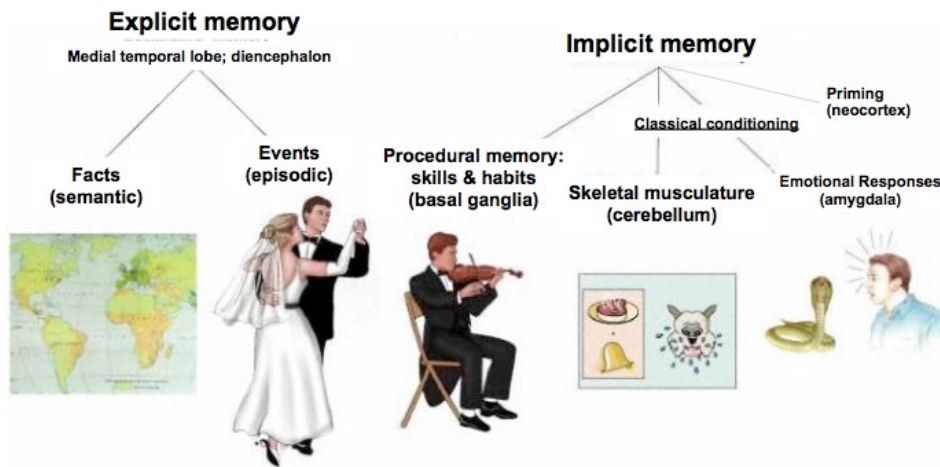 Explicit memory
Medial temporal lobe; diencephalon
Facts
(semantic)
Events
(episodic)
Implicit memory
Priming
(neocortex)
Classical conditioning
Procedural memory:
skills & habits
(basal ganglia)
Skeletal musculature
(cerebellum)
Emotional Responses
(amygdala)